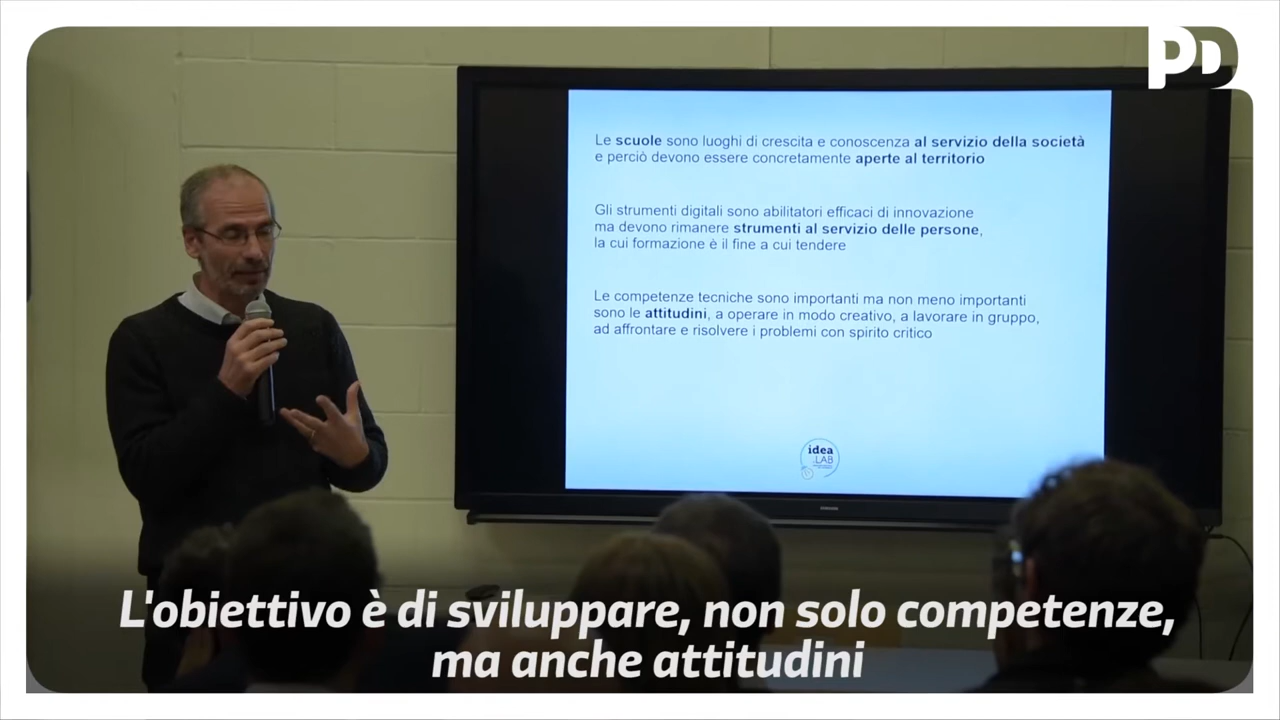 PD
Le scuole sono luoghi di crescita e conoscenza al servizio della società
e perciò devono essere concretamente aperte al territorio
Gli strumenti digitali sono abilitatori efficaci di innovazione
ma devono rimanere strumenti al servizio delle persone,
la cui formazione è il fine a cui tendere
Le competenze tecniche sono importanti ma non meno importanti
sono le attitudini, a operare in modo creativo, a lavorare in gruppo,
ad affrontare e risolvere i problemi con spirito critico
idea
LAB
L'obiettivo è di sviluppare, non solo competenze,
ma anche attitudini